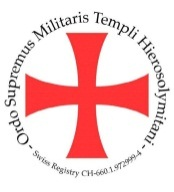 - Ordo Supremus Militaris Templi Hierosolymitani -
Swiss Registry CH-660.1.972999-4